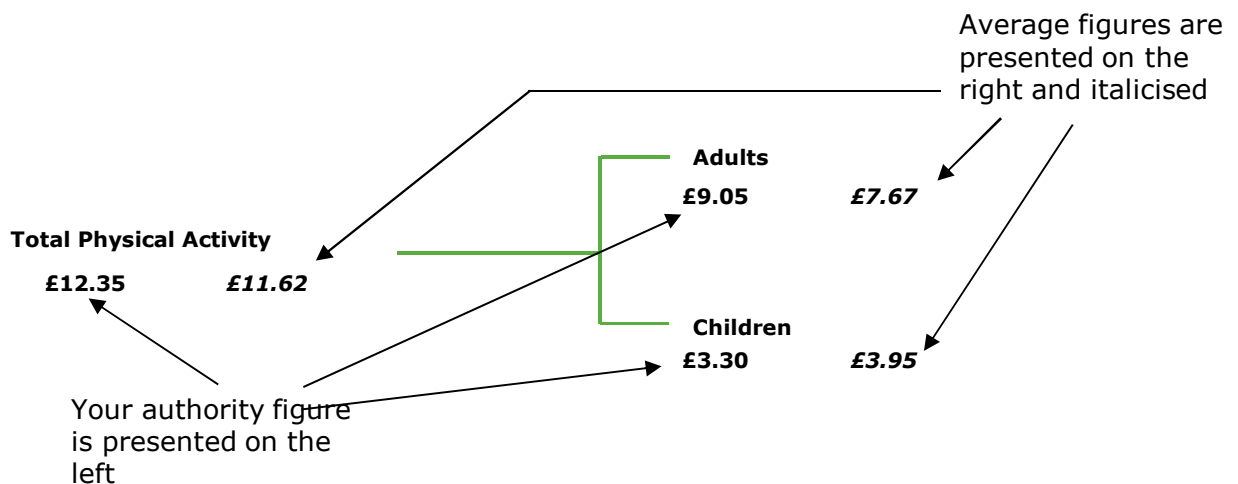 Average figures are
presented on the
right and italicised
Adults
£9.05 £7.67
Total Physical Activity
£12.35 £11.62
Children
£3.30 £3.95
Your authority figure
is presented on the
left